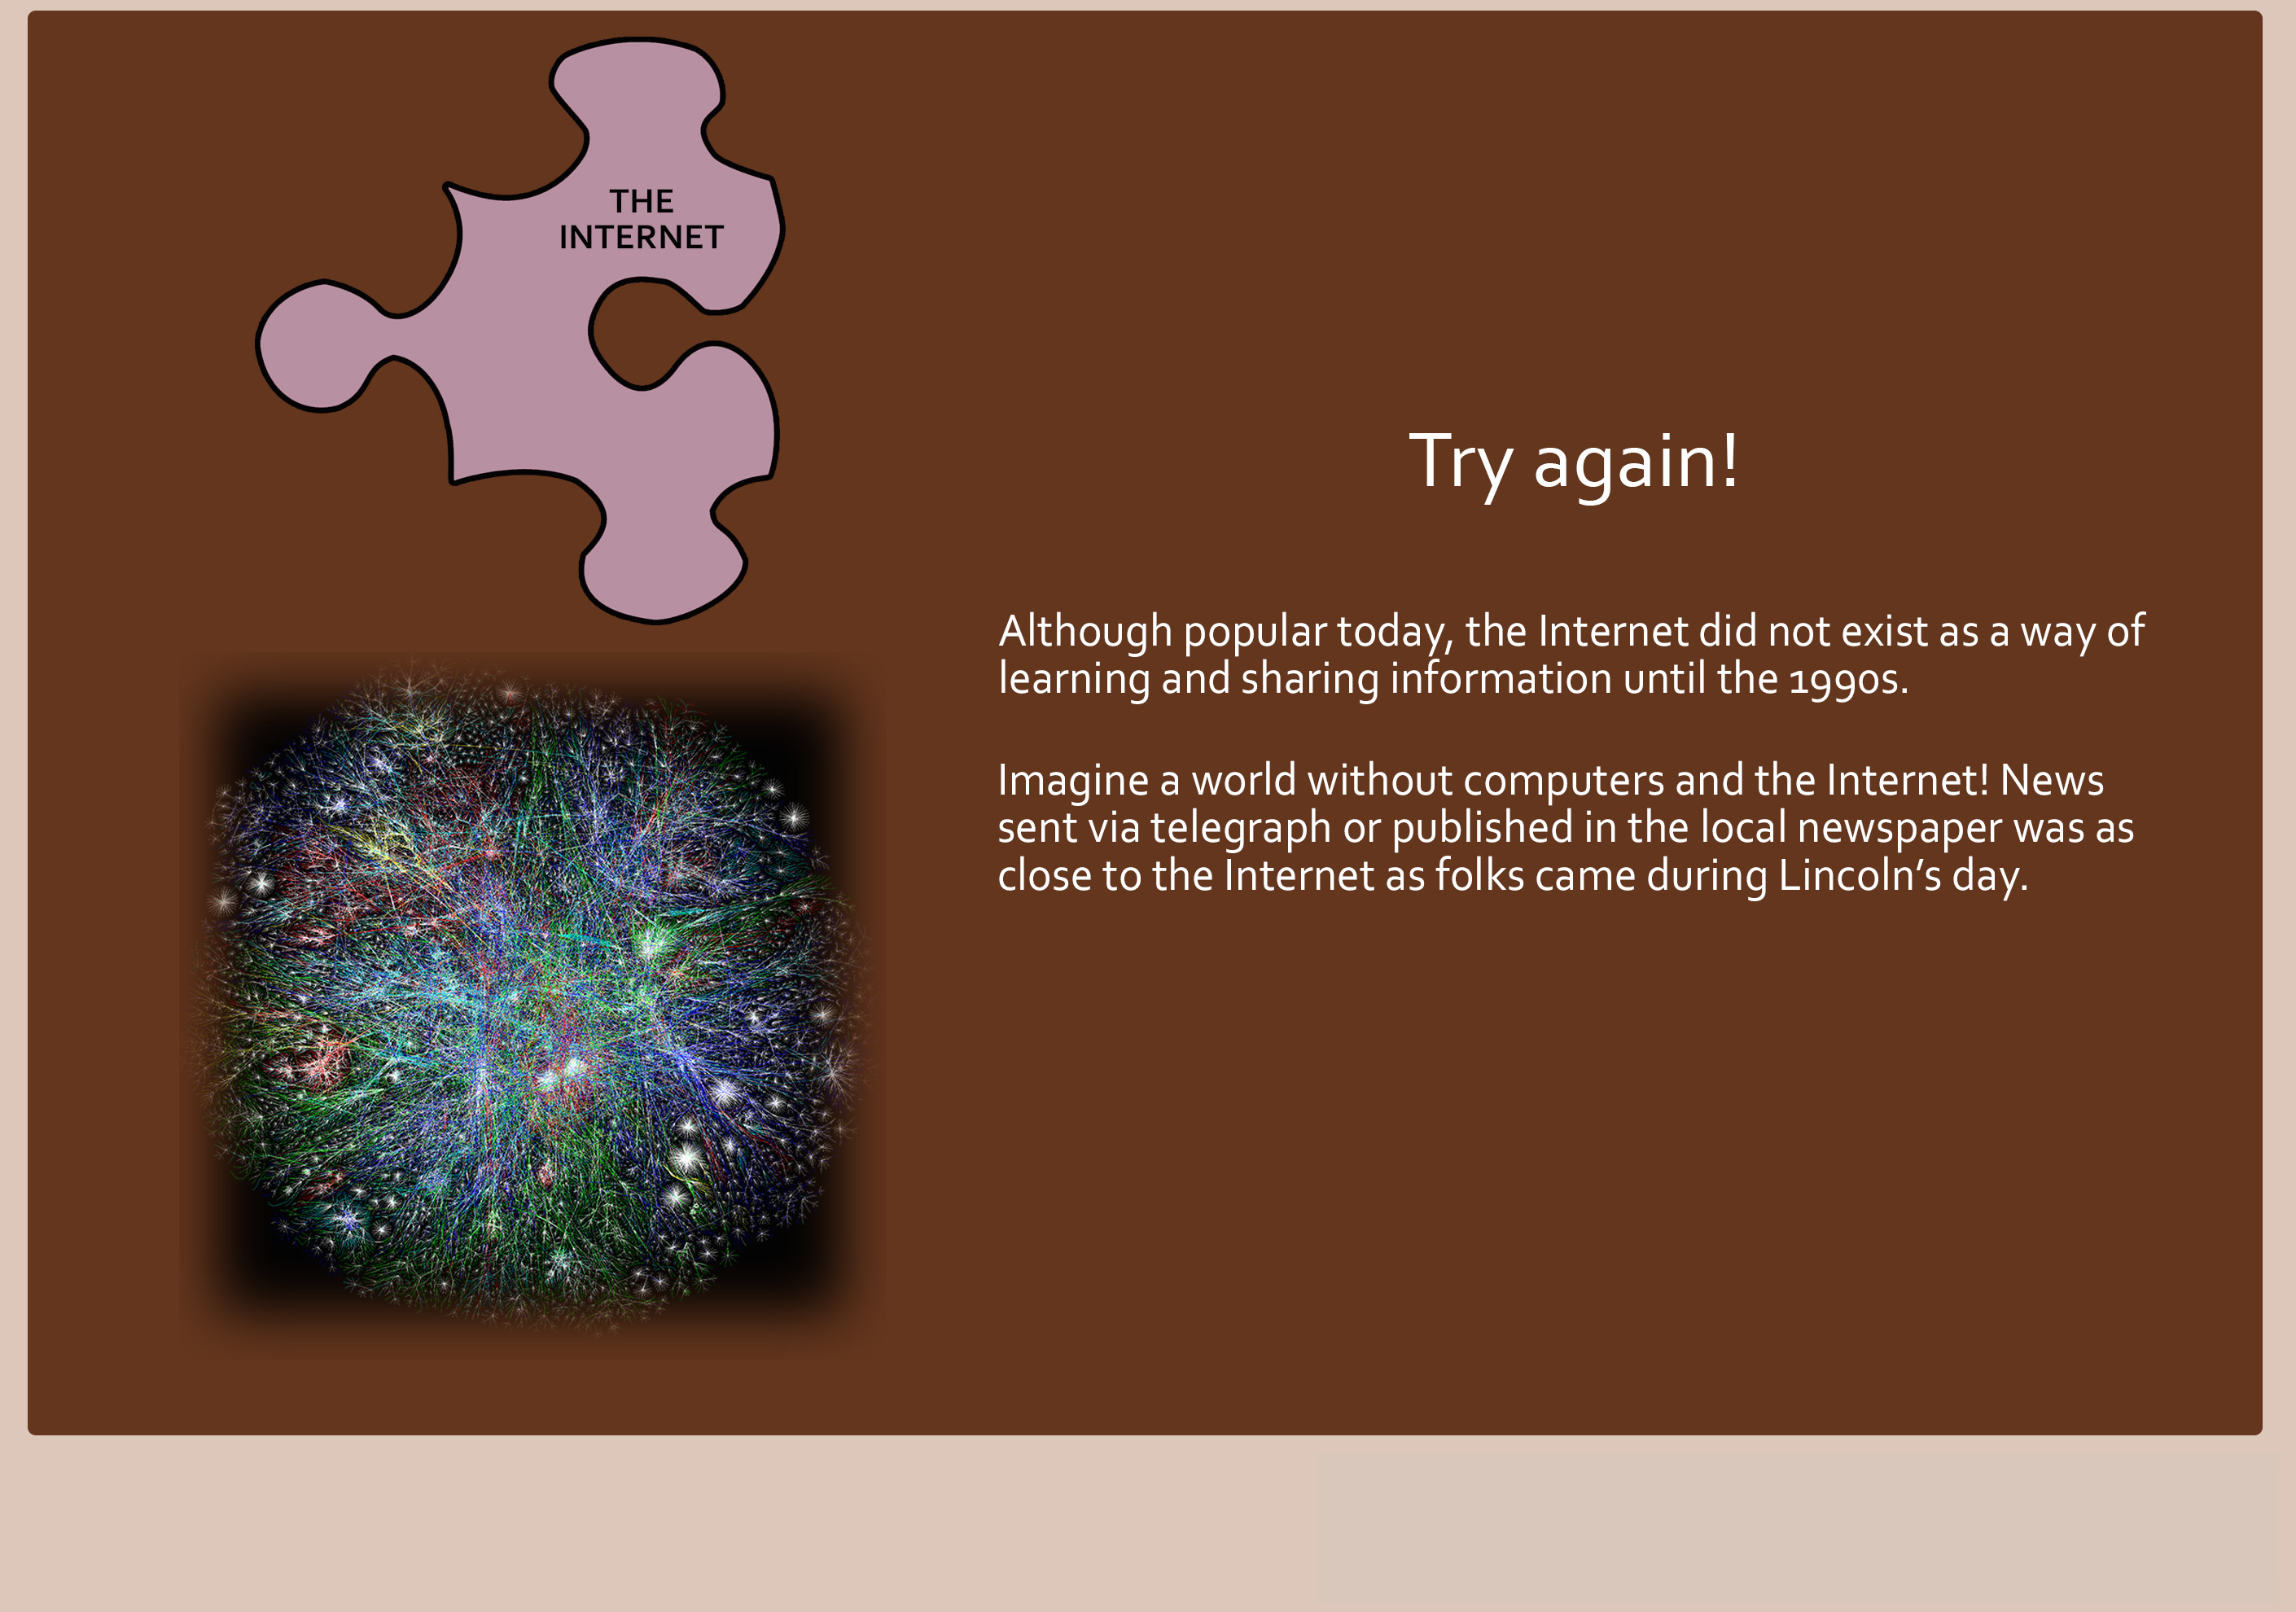 THE
INTERNET
Try again!
Although popular today, the Internet did not exist as a way of
learning and sharing information until the 1990s.
Imagine a world without computers and the Internet! News
sent via telegraph or published in the local newspaper was as
close to the Internet as folks came during Lincoln’s day.